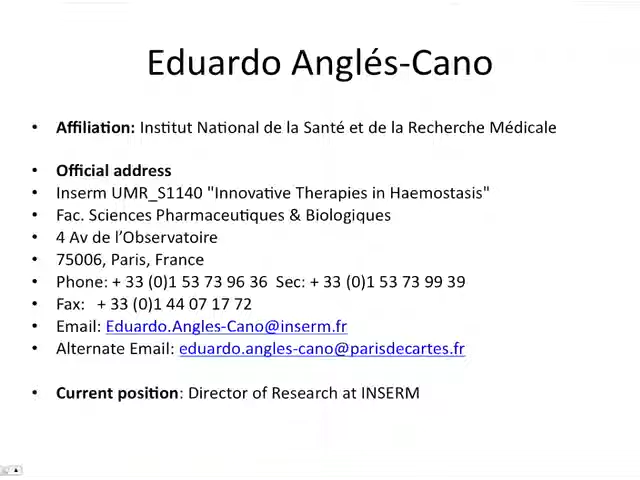 Eduardo Anglés-Cano
• Affiliation: Institut National de la Santé et de la Recherche Médicale
• Official address
• Inserm UMR_S1140 "Innovative Therapies in Haemostasis"
• Fac. Sciences Pharmaceutiques & Biologiques
• 4 Av de l’Observatoire
• 75006, Paris, France
• Phone: + 33 (0)1 53 73 96 36  Sec: + 33 (0)1 53 73 99 39
• Fax:   + 33 (0)1 44 07 17 72
• Email: Eduardo.Angles-Cano@inserm.fr
• Alternate Email: eduardo.angles-cano@parisdecartes.fr
• Current position: Director of Research at INSERM